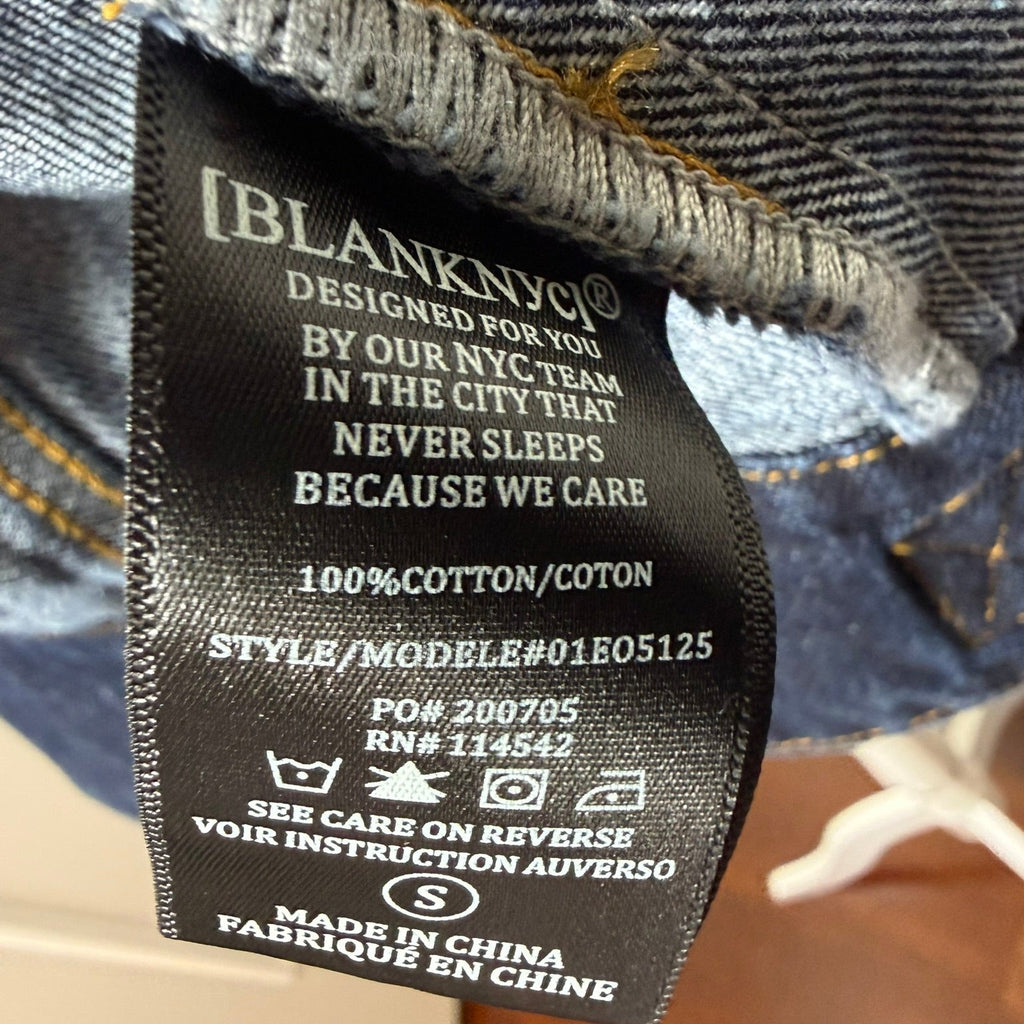 [BLANKNYC]®
DESIGNED FOR YOU
BY OUR NYC TEAM
IN THE CITY THAT
NEVER SLEEPS
BECAUSE WE CARE
100%COTTON/COTON
STYLE/MODELE#01EO5125
PO# 200705
RN# 114542
SEE CARE ON REVERSE
VOIR INSTRUCTION AUVERSO
S
MADE IN CHINA
FABRIQUÉ EN CHINE